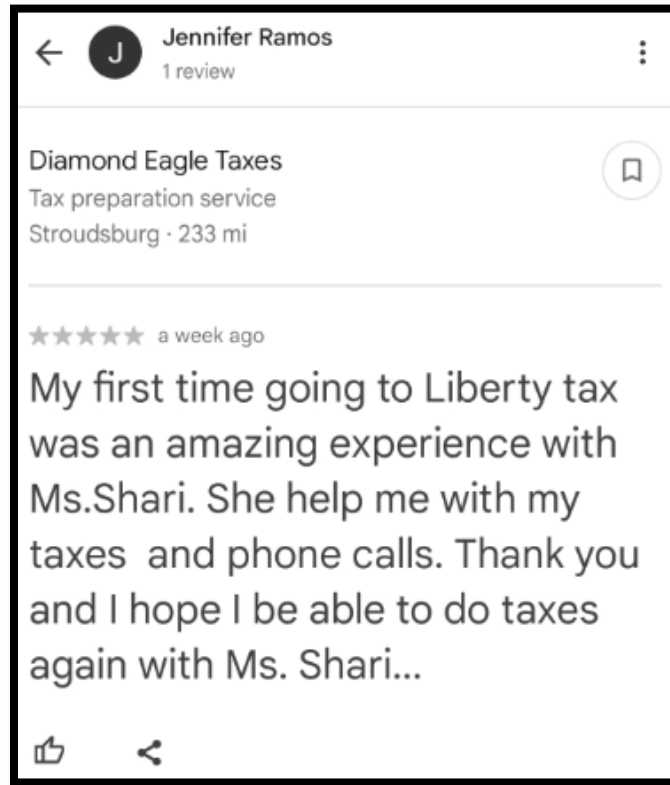 J
Jennifer Ramos
1 review
Diamond Eagle Taxes
Tax preparation service
Stroudsburg · 233 mi
a week ago
My first time going to Liberty tax
was an amazing experience with
Ms.Shari. She help me with my
taxes  and phone calls. Thank you
and I hope I be able to do taxes
again with Ms. Shari...